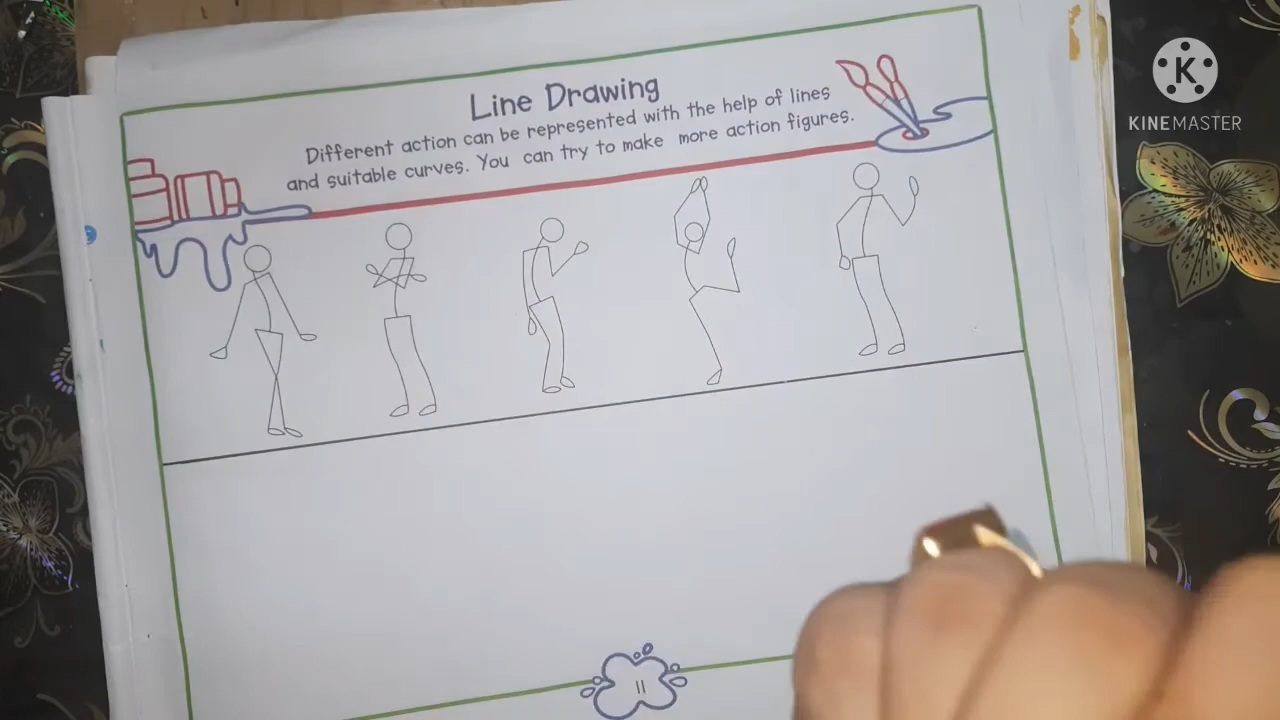 Line Drawing
Different action can be represented with the help of lines
and suitable curves. You can try to make more action figures.
K
KINEMASTER
11